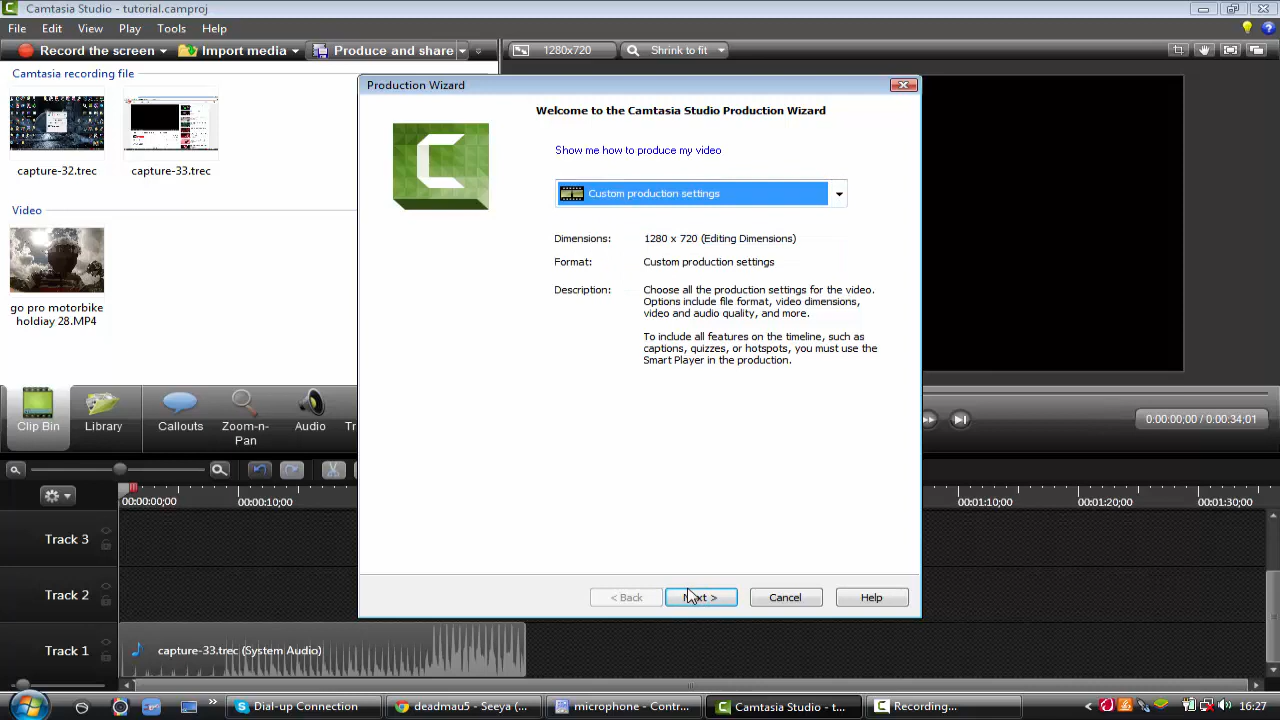 Camtasia Studio - tutorial.camproj
File Edit View Play Tools Help
Record the screen Import media Produce and share 1280x720 Shrink to fit
Camtasia recording file
capture-32.trec capture-33.trec
Video
go pro motorbike
holdiay 28.MP4
Production Wizard
Welcome to the Camtasia Studio Production Wizard
Show me how to produce my video
Custom production settings
Dimensions: 1280 x 720 (Editing Dimensions)
Format: Custom production settings
Description: Choose all the production settings for the video.
Options include file format, video dimensions,
video and audio quality, and more.
To include all features on the timeline, such as
captions, quizzes, or hotspots, you must use the
Smart Player in the production.
< Back Next > Cancel Help
Clip Bin Library Callouts Zoom-n-
Pan Audio Tr
0:00:00;00 / 0:00:34;01
00:00:00;00 00:00:10;00 00:01:10;00 00:01:20;00 00:01:30;00
Track 3
Track 2
Track 1 capture-33.trec (System Audio)
Dial-up Connection deadmau5 - Seeya (... microphone - Contr... Camtasia Studio - t... Recording... 16:27